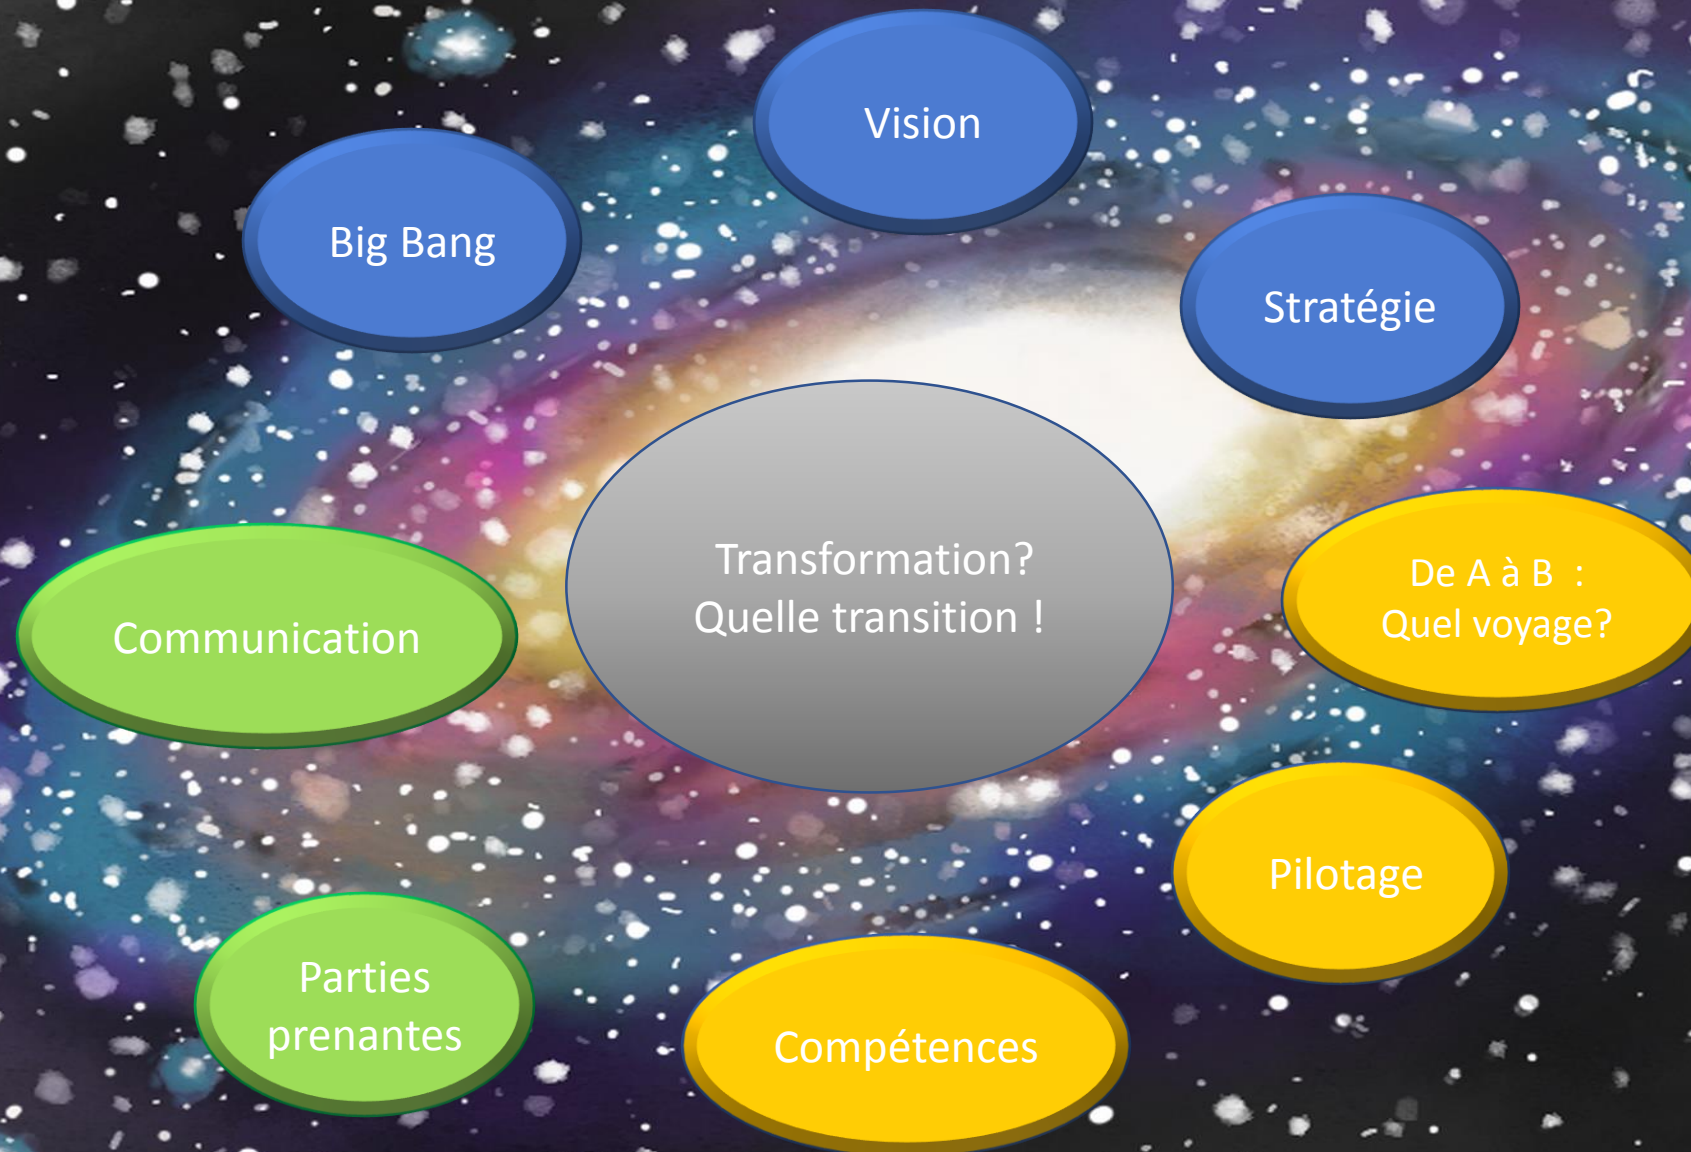 Vision
Big Bang
Stratégie
Transformation?
Quelle transition !
De A à B  :
Quel voyage?
Communication
Pilotage
Parties
prenantes
Compétences